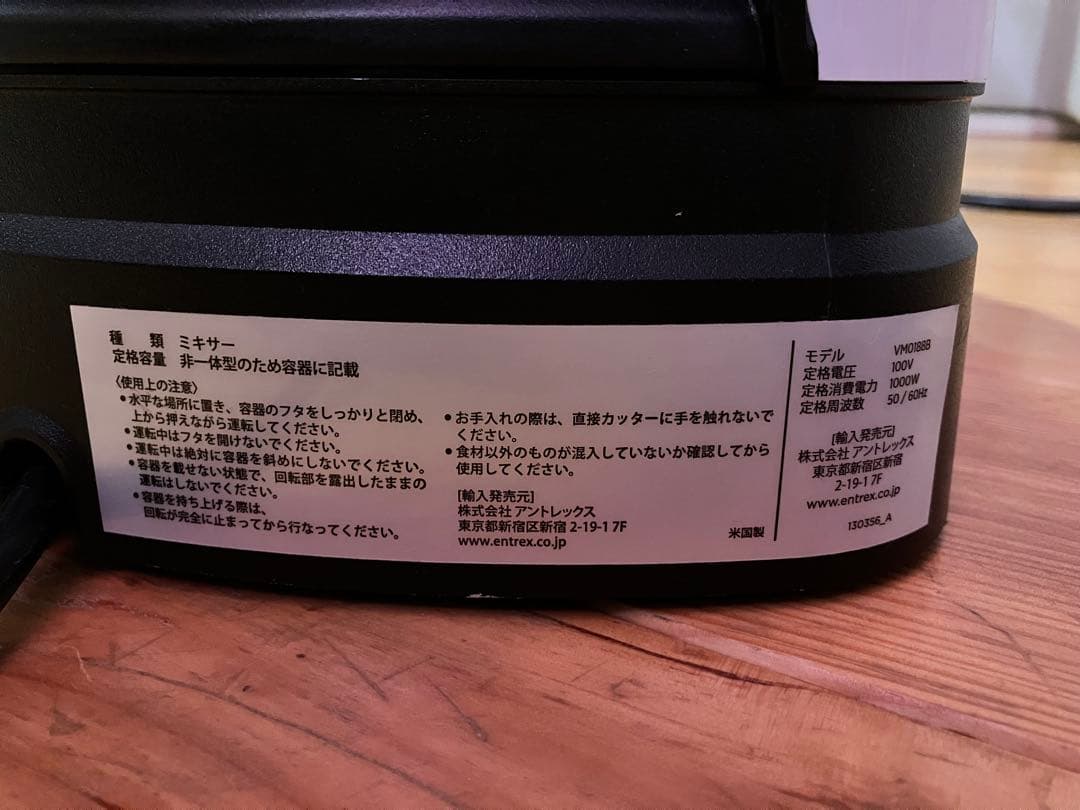 種　類　ミキサー
定格容量　非一体型のため容器に記載
〈使用上の注意〉
●水平な場所に置き、容器のフタをしっかりと閉め、
上から押えながら運転してください。
●運転中はフタを開けないでください。
●運転中は絶対に容器を斜めにしないでください。
●容器を載せない状態で、回転部を露出したままの
運転はしないでください。
●容器を持ち上げる際は、
回転が完全に止まってから行なってください。
●お手入れの際は、直接カッターに手を触れないで
ください。
●食材以外のものが混入していないか確認してから
使用してください。
[輸入発売元]
株式会社 アントレックス
東京都新宿区新宿 2-19-1 7F
www.entrex.co.jp
米国製
モデル　VM0188B
定格電圧　100V
定格消費電力　1000W
定格周波数　50 / 60Hz
[輸入発売元]
株式会社 アントレックス
東京都新宿区新宿
2-19-1 7F
www.entrex.co.jp
130356_A